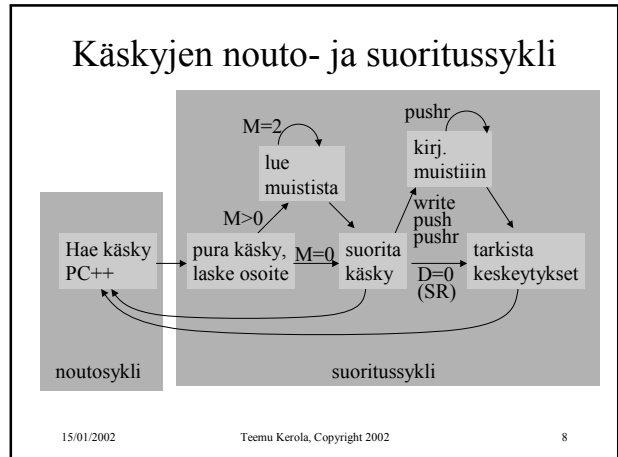 Käskyjen nouto- ja suoritussykli
pushr
M=2
kirj.
muistiiin
lue
muistista
M>0
write
push
pushr
Hae käsky
PC++
pura käsky,
laske osoite
M=0
suorita
käsky
D=0
(SR)
tarkista
keskeytykset
noutosykli
suoritussykli
15/01/2002
Teemu Kerola, Copyright 2002
8